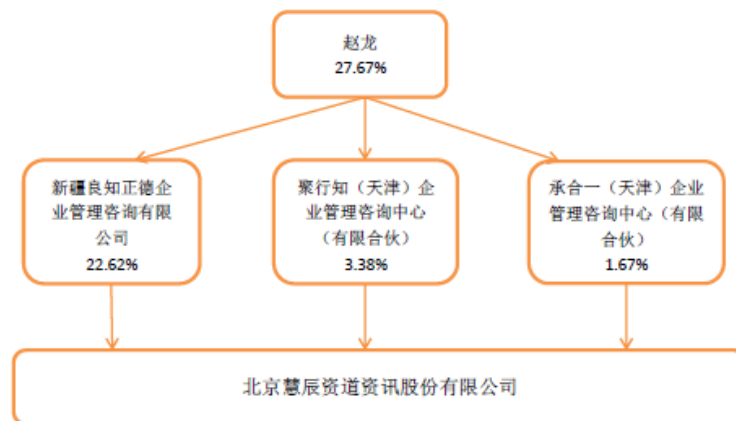 赵龙
27.67%
新疆良知正德企
业管理咨询有限
公司
22.62%
聚行知（天津）企
业管理咨询中心
（有限合伙）
3.38%
承合一（天津）企业
管理咨询中心（有限
合伙）
1.67%
北京慧辰资道资讯股份有限公司